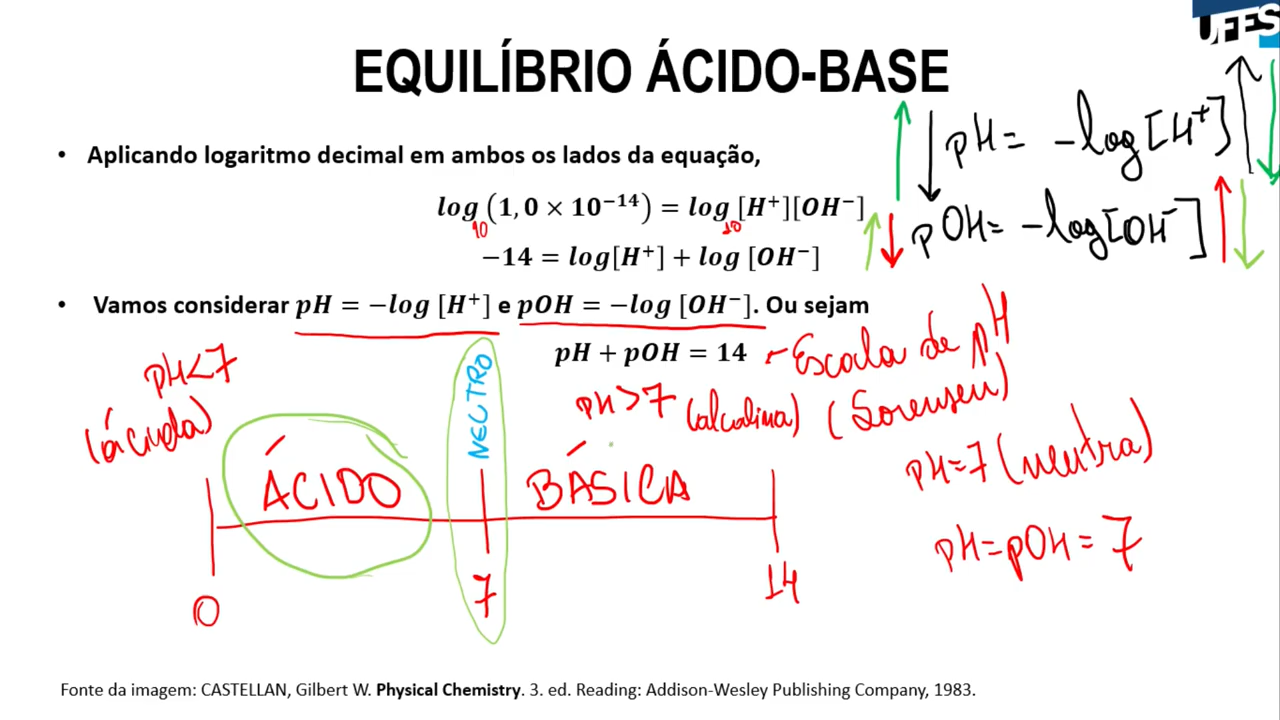 UFES
EQUILÍBRIO ÁCIDO-BASE
• Aplicando logaritmo decimal em ambos os lados da equação,
pH = -log[H⁺]
log₁₀(1,0 × 10⁻¹⁴) = log₁₀[H⁺][OH⁻]
pOH = -log[OH⁻]
−14 = log[H⁺] + log [OH⁻]
• Vamos considerar pH = −log [H⁺] e pOH = −log [OH⁻]. Ou sejam
pH + pOH = 14
Escala de pH
(Sorensen)
pH<7
(ácida)
NEUTRO
pH>7 (alcalina)
pH=7 (neutra)
ÁCIDO
BÁSICA
pH=pOH=7
0
7
14
Fonte da imagem: CASTELLAN, Gilbert W. Physical Chemistry. 3. ed. Reading: Addison-Wesley Publishing Company, 1983.